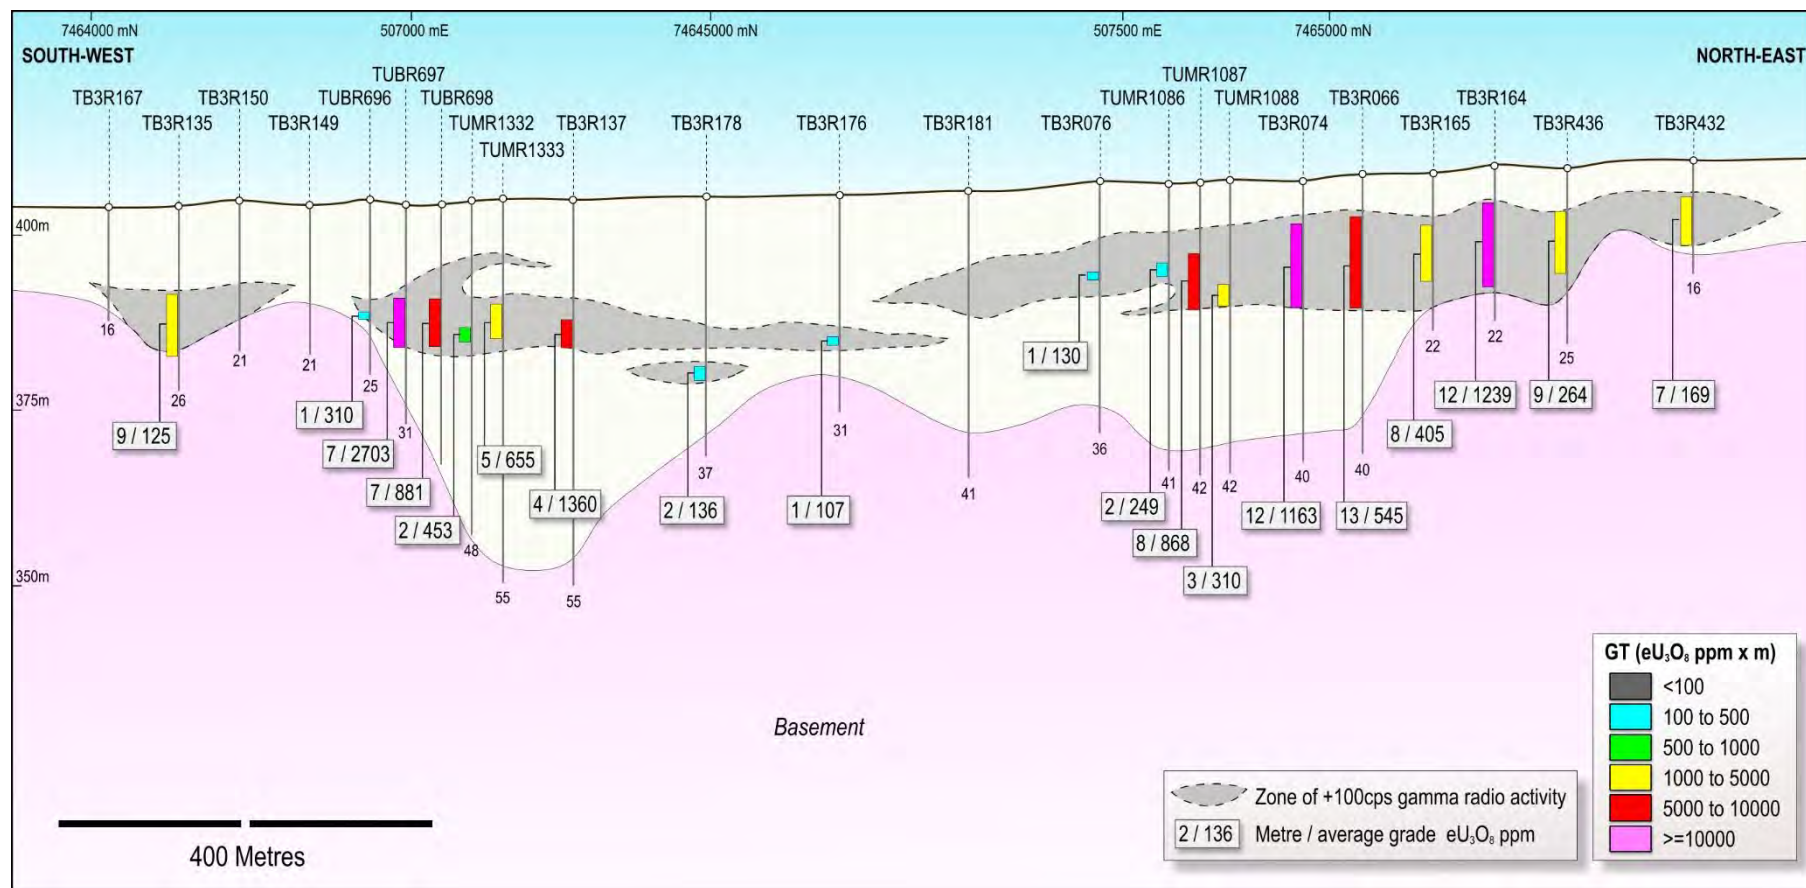 7464000 mN
507000 mE
74645000 mN
507500 mE
7465000 mN
SOUTH-WEST
NORTH-EAST
TUBR697
TUMR1087
TB3R167
TB3R150
TUBR696
TUBR698
TUMR1086
TUMR1088
TB3R066
TB3R164
TB3R135
TB3R149
TUMR1332
TB3R137
TB3R178
TB3R176
TB3R181
TB3R076
TB3R074
TB3R165
TB3R436
TB3R432
TUMR1333
400m
375m
350m
16
26
21
21
25
31
48
55
55
37
31
41
36
41
42
42
40
40
22
22
25
16
9 / 125
1 / 310
7 / 2703
7 / 881
2 / 453
5 / 655
4 / 1360
2 / 136
1 / 107
1 / 130
2 / 249
8 / 868
3 / 310
12 / 1163
13 / 545
8 / 405
12 / 1239
9 / 264
7 / 169
Basement
400 Metres
Zone of +100cps gamma radio activity
2 / 136
Metre / average grade eU₃O₈ ppm
GT (eU₃O₈ ppm x m)
<100
100 to 500
500 to 1000
1000 to 5000
5000 to 10000
>=10000